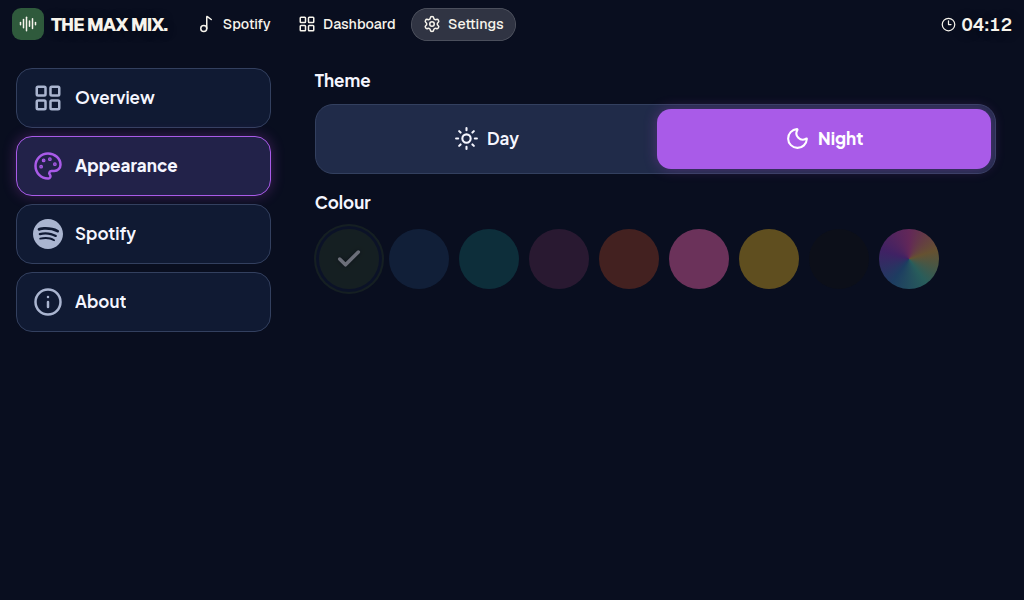 THE MAX MIX.
Spotify
Dashboard
Settings
04:12
Overview
Appearance
Spotify
About
Theme
Day
Night
Colour